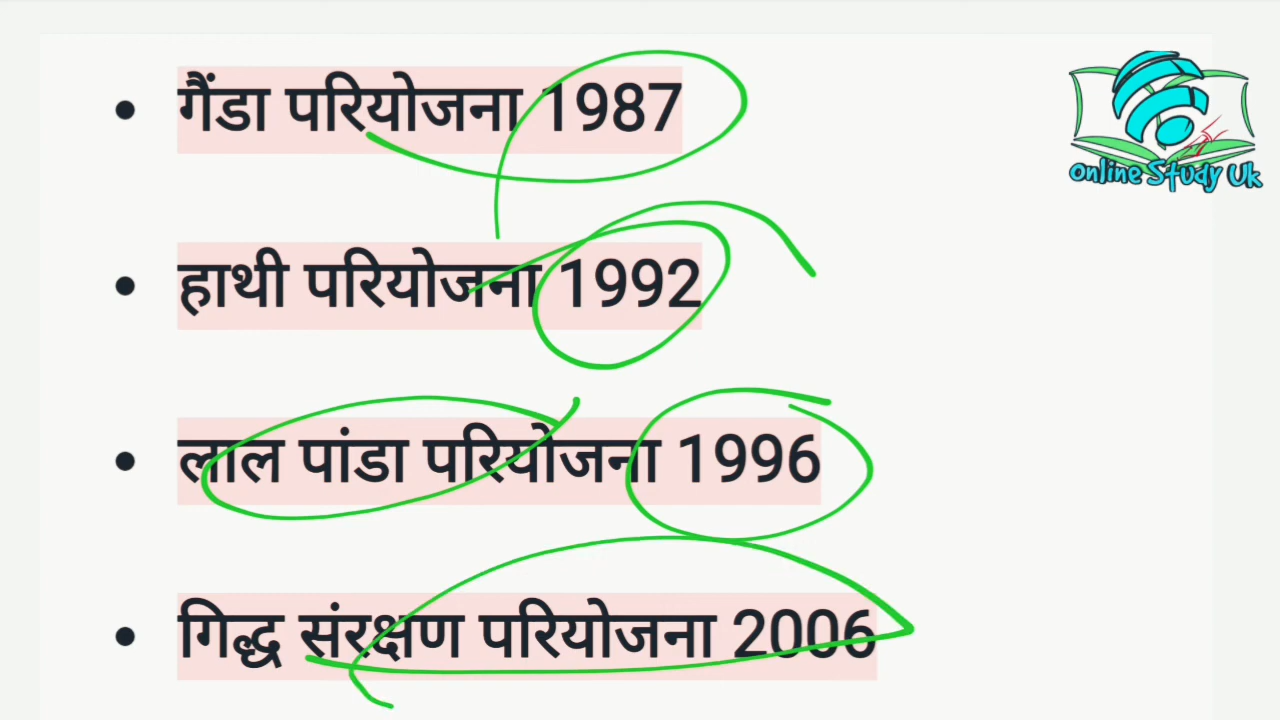 गैंडा परियोजना 1987
हाथी परियोजना 1992
लाल पांडा परियोजना 1996
गिद्ध संरक्षण परियोजना 2006
Online Study Uk